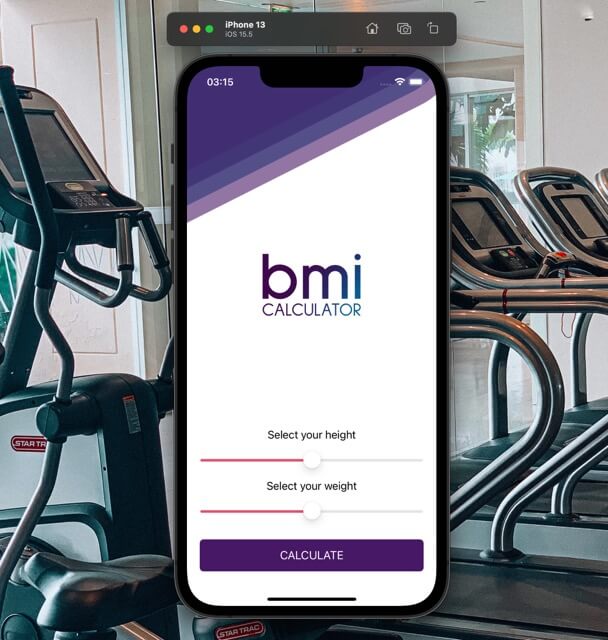 iPhone 13
iOS 15.5
03:15
bmi
CALCULATOR
Select your height
Select your weight
CALCULATE
STAR TRAC
STAR TRAC